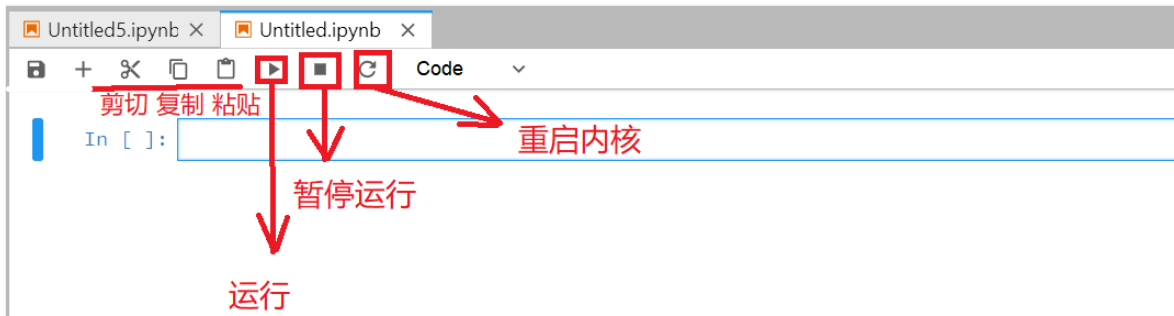 Untitled5.ipynb
Untitled.ipynb
Code
剪切 复制 粘贴
In [ ]:
重启内核
暂停运行
运行